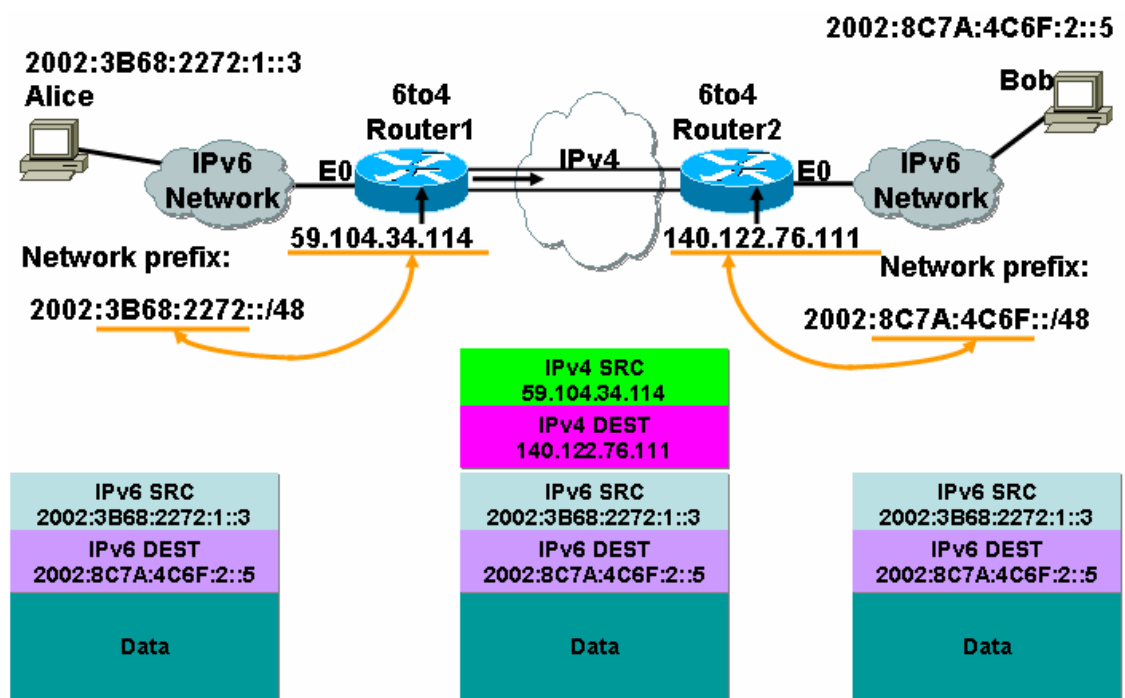 2002:8C7A:4C6F:2::5
2002:3B68:2272:1::3
Alice
Bob
6to4
Router1
6to4
Router2
IPv6
Network
E0
IPv4
E0
IPv6
Network
59.104.34.114
140.122.76.111
Network prefix:
Network prefix:
2002:3B68:2272::/48
2002:8C7A:4C6F::/48
IPv4 SRC
59.104.34.114
IPv4 DEST
140.122.76.111
IPv6 SRC
2002:3B68:2272:1::3
IPv6 DEST
2002:8C7A:4C6F:2::5
Data
IPv6 SRC
2002:3B68:2272:1::3
IPv6 DEST
2002:8C7A:4C6F:2::5
Data
IPv6 SRC
2002:3B68:2272:1::3
IPv6 DEST
2002:8C7A:4C6F:2::5
Data